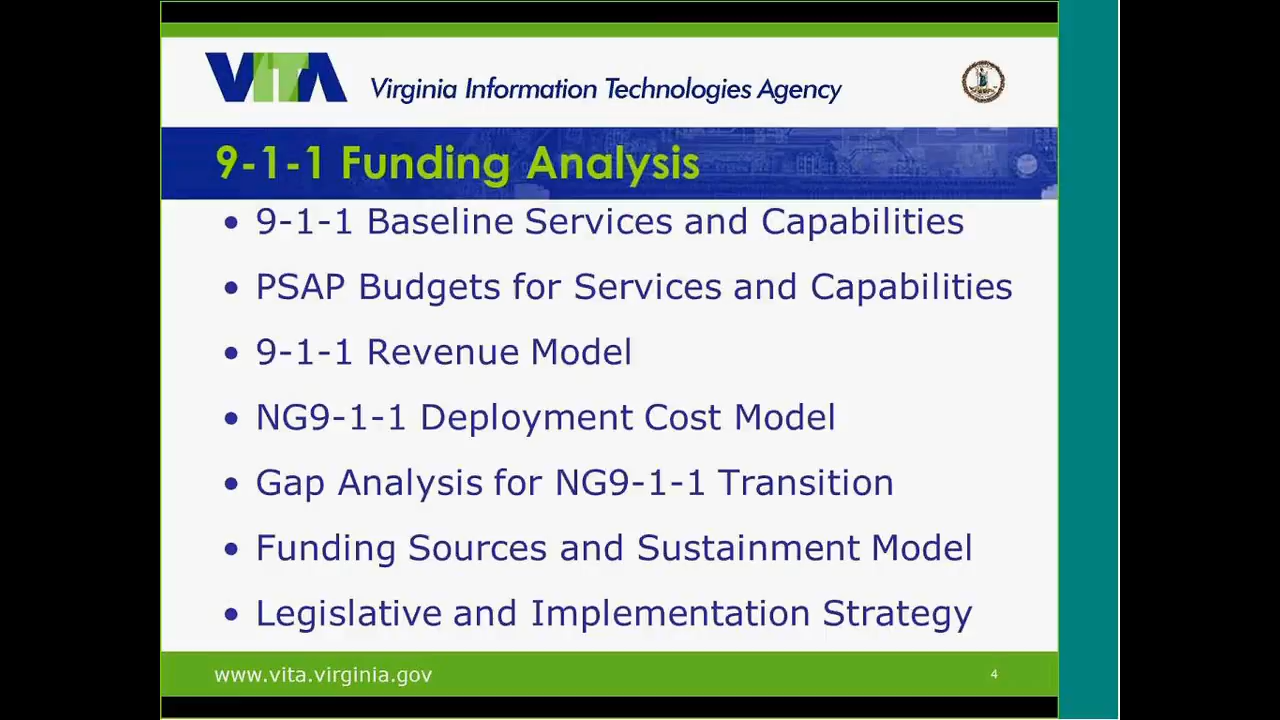 VITA
Virginia Information Technologies Agency
9-1-1 Funding Analysis
• 9-1-1 Baseline Services and Capabilities
• PSAP Budgets for Services and Capabilities
• 9-1-1 Revenue Model
• NG9-1-1 Deployment Cost Model
• Gap Analysis for NG9-1-1 Transition
• Funding Sources and Sustainment Model
• Legislative and Implementation Strategy
www.vita.virginia.gov
4